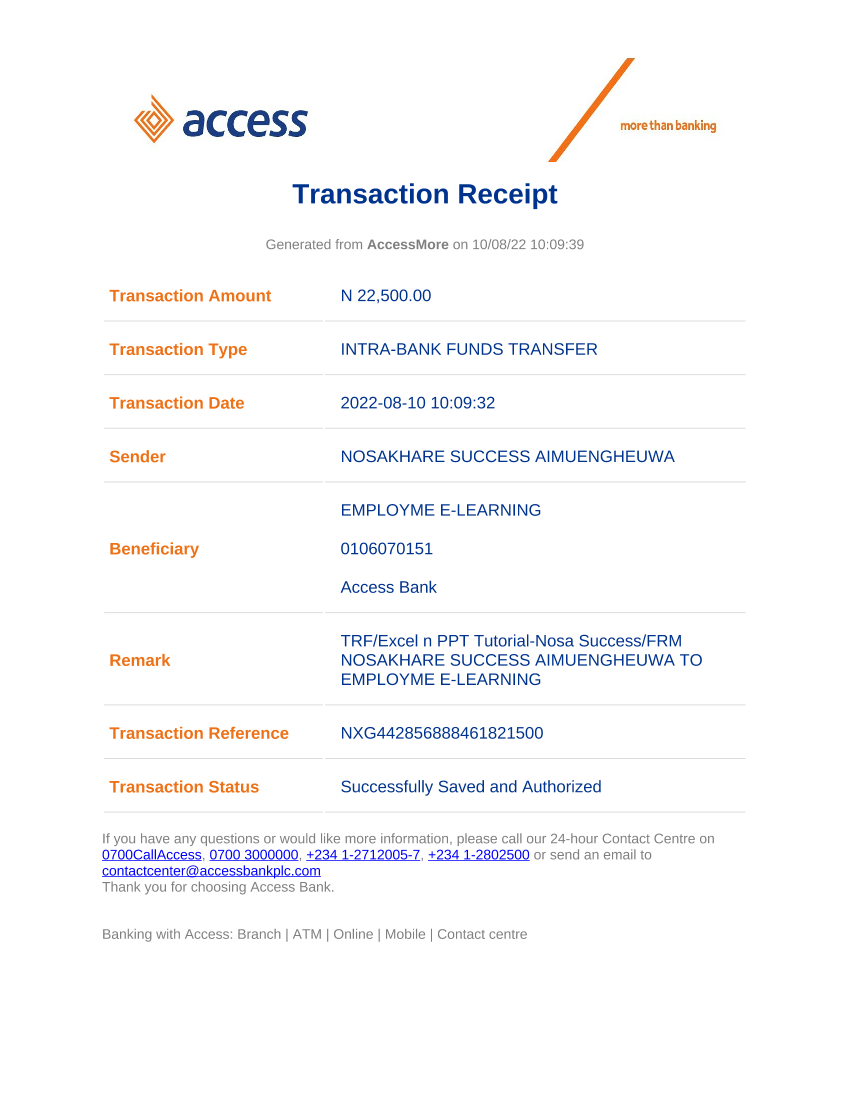 access
more than banking
Transaction Receipt
Generated from AccessMore on 10/08/22 10:09:39
Transaction Amount N 22,500.00
Transaction Type INTRA-BANK FUNDS TRANSFER
Transaction Date 2022-08-10 10:09:32
Sender NOSAKHARE SUCCESS AIMUENGHEUWA
EMPLOYME E-LEARNING
Beneficiary 0106070151
Access Bank
TRF/Excel n PPT Tutorial-Nosa Success/FRM
Remark NOSAKHARE SUCCESS AIMUENGHEUWA TO
EMPLOYME E-LEARNING
Transaction Reference NXG442856888461821500
Transaction Status Successfully Saved and Authorized
If you have any questions or would like more information, please call our 24-hour Contact Centre on
0700CallAccess, 0700 3000000, +234 1-2712005-7, +234 1-2802500 or send an email to
contactcenter@accessbankplc.com
Thank you for choosing Access Bank.
Banking with Access: Branch | ATM | Online | Mobile | Contact centre